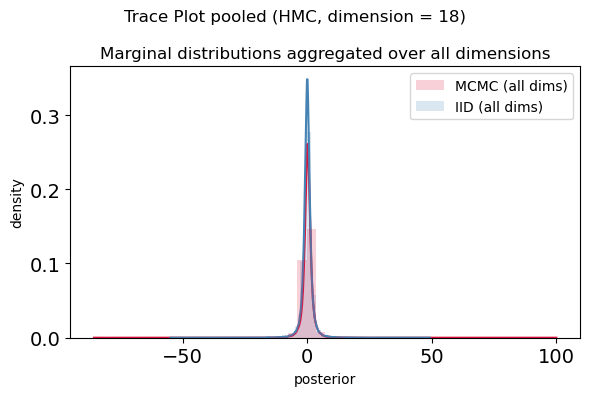 Trace Plot pooled (HMC, dimension = 18)
Marginal distributions aggregated over all dimensions
MCMC (all dims)
IID (all dims)
density
0.3
0.2
0.1
0.0
−50
0
50
100
posterior